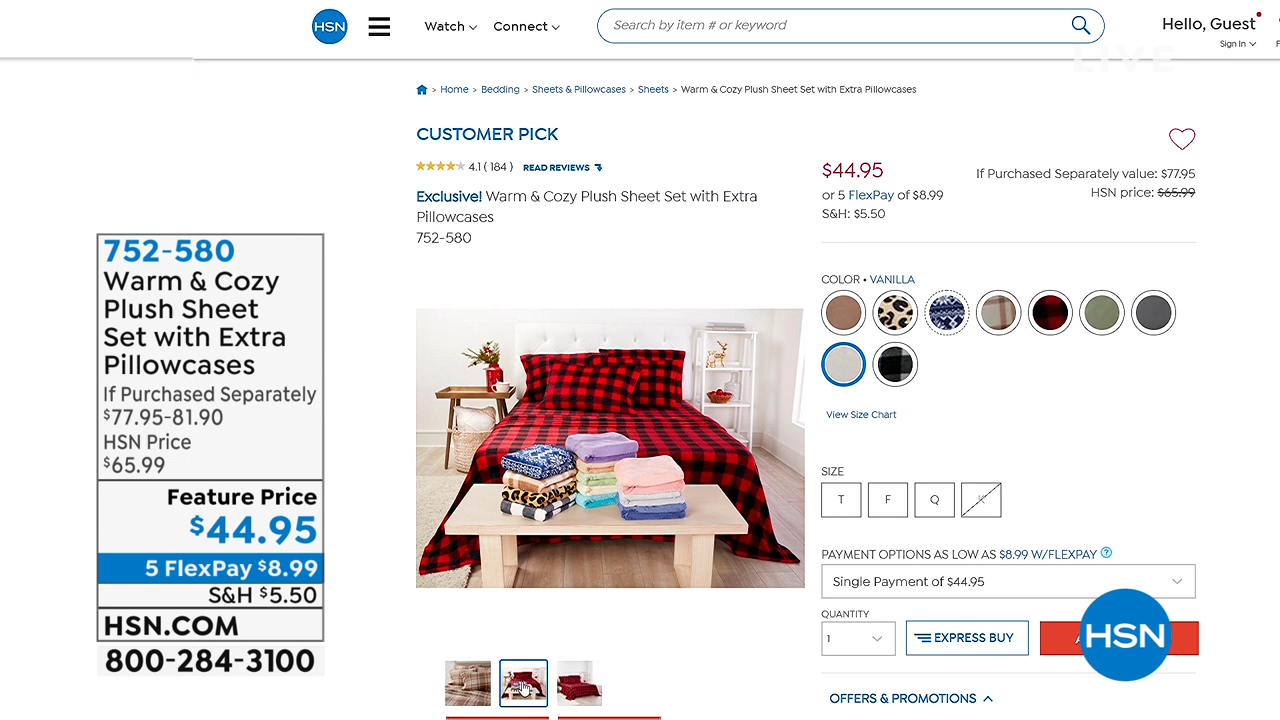 HSN
Watch
Connect
Search by item # or keyword
Hello, Guest
Sign In
LIVE
> Home > Bedding > Sheets & Pillowcases > Sheets > Warm & Cozy Plush Sheet Set with Extra Pillowcases
CUSTOMER PICK
4.1 ( 184 ) READ REVIEWS
Exclusive! Warm & Cozy Plush Sheet Set with Extra
Pillowcases
752-580
$44.95
or 5 FlexPay of $8.99
S&H: $5.50
If Purchased Separately value: $77.95
HSN price: $65.99
COLOR • VANILLA
View Size Chart
SIZE
T
F
Q
K
PAYMENT OPTIONS AS LOW AS $8.99 W/FLEXPAY ?
Single Payment of $44.95
QUANTITY
1
EXPRESS BUY
HSN
OFFERS & PROMOTIONS
752-580
Warm & Cozy
Plush Sheet
Set with Extra
Pillowcases
If Purchased Separately
$77.95-81.90
HSN Price
$65.99
Feature Price
$44.95
5 FlexPay $8.99
S&H $5.50
HSN.COM
800-284-3100